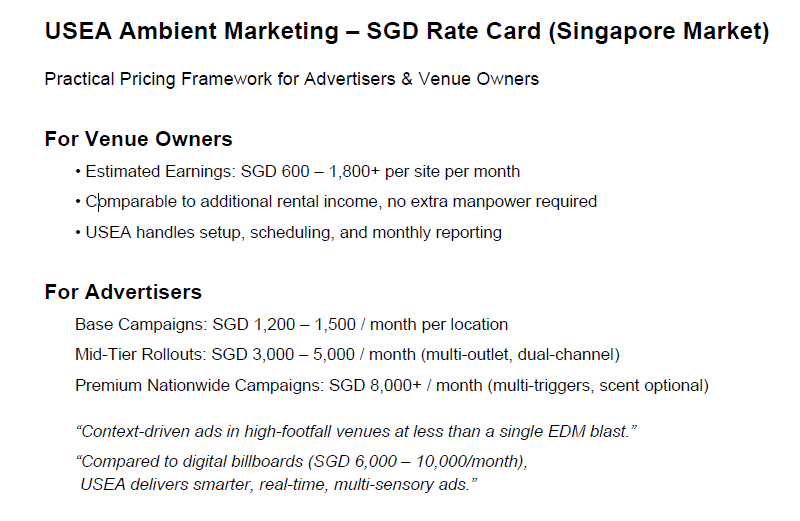 USEA Ambient Marketing – SGD Rate Card (Singapore Market)
Practical Pricing Framework for Advertisers & Venue Owners
For Venue Owners
• Estimated Earnings: SGD 600 – 1,800+ per site per month
• Comparable to additional rental income, no extra manpower required
• USEA handles setup, scheduling, and monthly reporting
For Advertisers
Base Campaigns: SGD 1,200 – 1,500 / month per location
Mid-Tier Rollouts: SGD 3,000 – 5,000 / month (multi-outlet, dual-channel)
Premium Nationwide Campaigns: SGD 8,000+ / month (multi-triggers, scent optional)
“Context-driven ads in high-footfall venues at less than a single EDM blast.”
“Compared to digital billboards (SGD 6,000 – 10,000/month),
USEA delivers smarter, real-time, multi-sensory ads.”